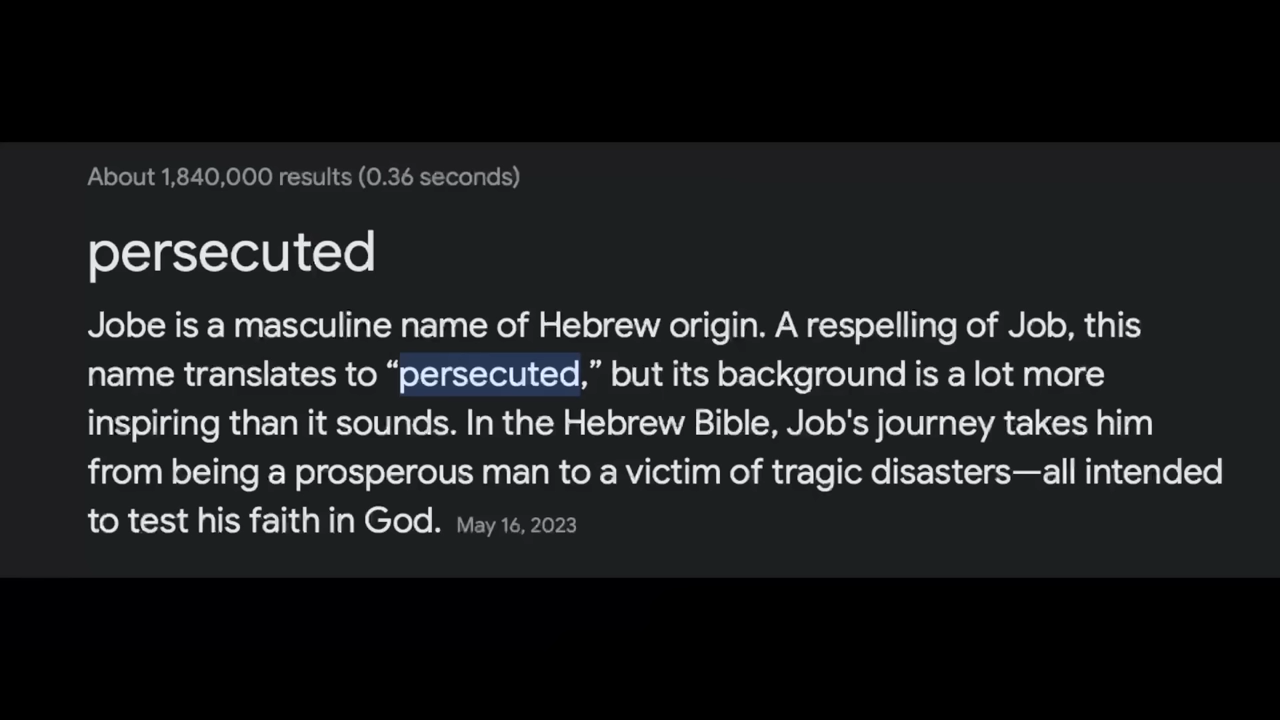 About 1,840,000 results (0.36 seconds)
persecuted
Jobe is a masculine name of Hebrew origin. A respelling of Job, this
name translates to “persecuted,” but its background is a lot more
inspiring than it sounds. In the Hebrew Bible, Job's journey takes him
from being a prosperous man to a victim of tragic disasters—all intended
to test his faith in God. May 16, 2023